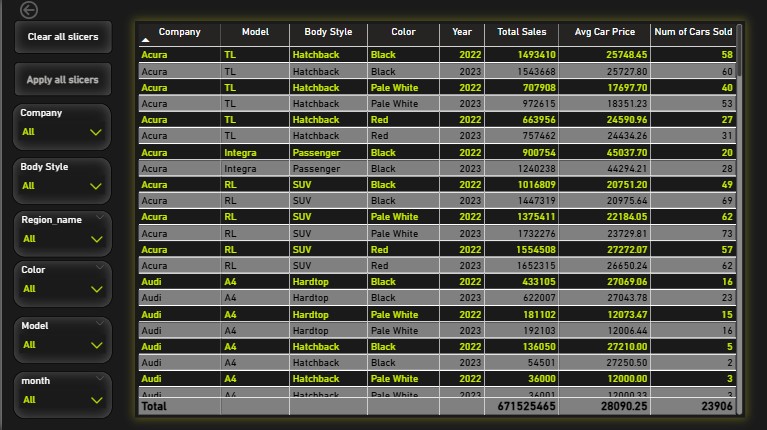 Clear all slicers
Apply all slicers
Company
All
Body Style
All
Region_name
All
Color
All
Model
All
month
All
Company Model Body Style Color Year Total Sales Avg Car Price Num of Cars Sold
Acura TL Hatchback Black 2022 1493410 25748.45 58
Acura TL Hatchback Black 2023 1543668 25727.80 60
Acura TL Hatchback Pale White 2022 707908 17697.70 40
Acura TL Hatchback Pale White 2023 972615 18351.23 53
Acura TL Hatchback Red 2022 663956 24590.96 27
Acura TL Hatchback Red 2023 757462 24434.26 31
Acura Integra Passenger Black 2022 900754 45037.70 20
Acura Integra Passenger Black 2023 1240238 44294.21 28
Acura RL SUV Black 2022 1016809 20751.20 49
Acura RL SUV Black 2023 1447319 20975.64 69
Acura RL SUV Pale White 2022 1375411 22184.05 62
Acura RL SUV Pale White 2023 1732276 23729.81 73
Acura RL SUV Red 2022 1554508 27272.07 57
Acura RL SUV Red 2023 1652315 26650.24 62
Audi A4 Hardtop Black 2022 433105 27069.06 16
Audi A4 Hardtop Black 2023 622007 27043.78 23
Audi A4 Hardtop Pale White 2022 181102 12073.47 15
Audi A4 Hardtop Pale White 2023 192103 12006.44 16
Audi A4 Hatchback Black 2022 136050 27210.00 5
Audi A4 Hatchback Black 2023 54501 27250.50 2
Audi A4 Hatchback Pale White 2022 36000 12000.00 3
Audi A4 Hatchback Pale White 2023 36001 12000.33 3
Total 671525465 28090.25 23906